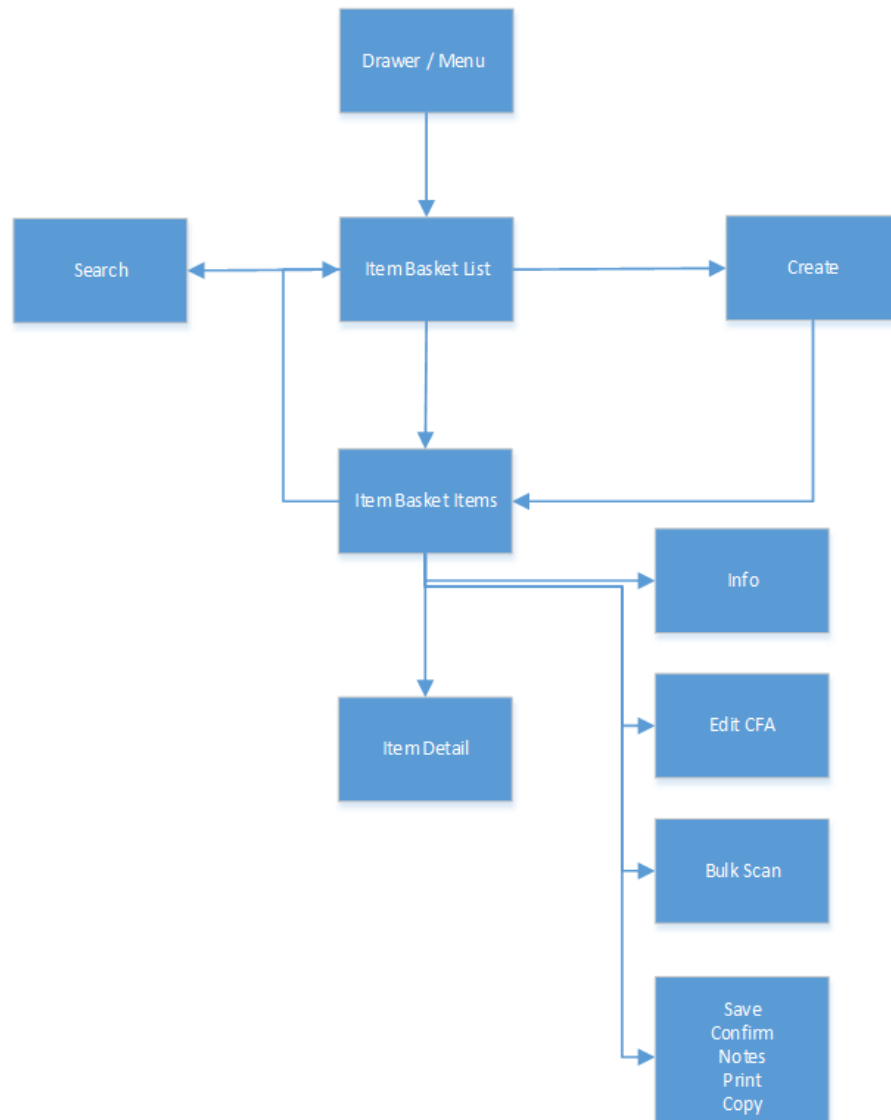 Drawer / Menu
Search
Item Basket List
Create
Item Basket Items
Info
Edit CFA
Item Detail
Bulk Scan
Save
Confirm
Notes
Print
Copy